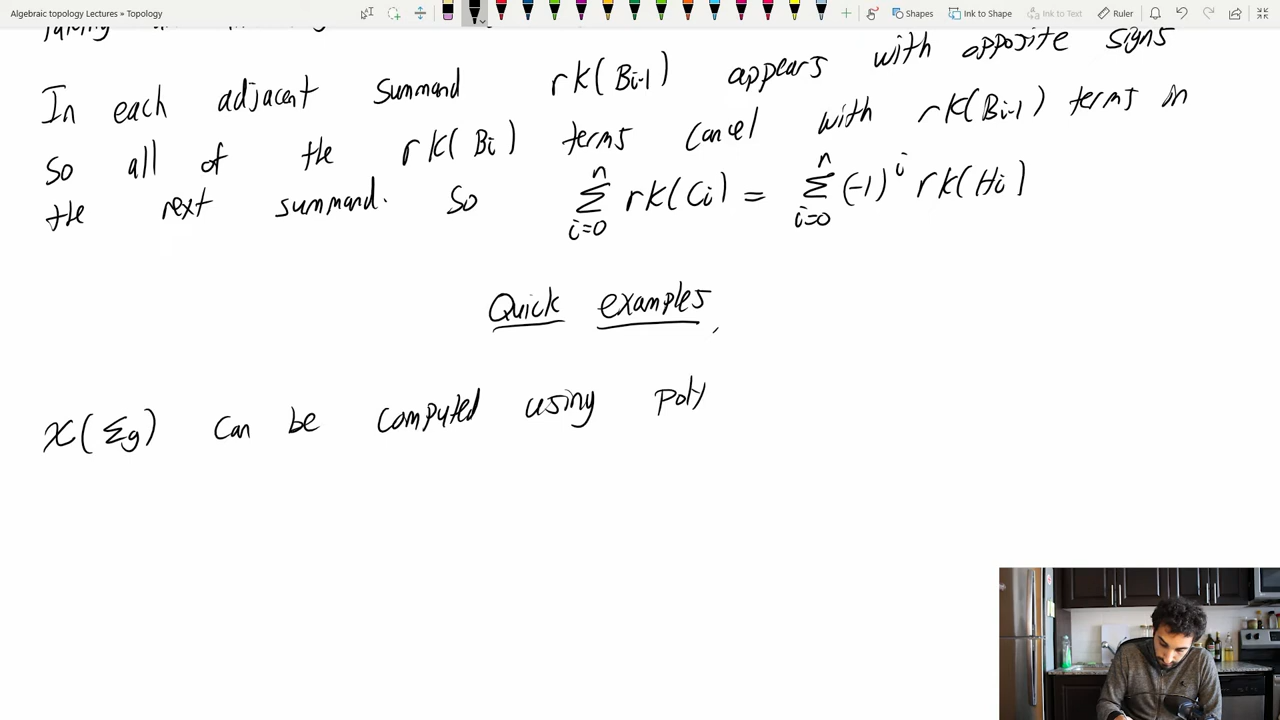 Algebraic topology Lectures » Topology
Shapes Ink to Shape Ink to Text Ruler
In each adjacent summand rk(Bi-1) appears with opposite signs
so all of the rk(Bi) terms cancel with rk(Bi-1) terms in
the next summand. So n∑i=0 rk(Ci) = n∑i=0 (-1)^i rk(Hi)
Quick examples
χ(Σg) can be computed using poly